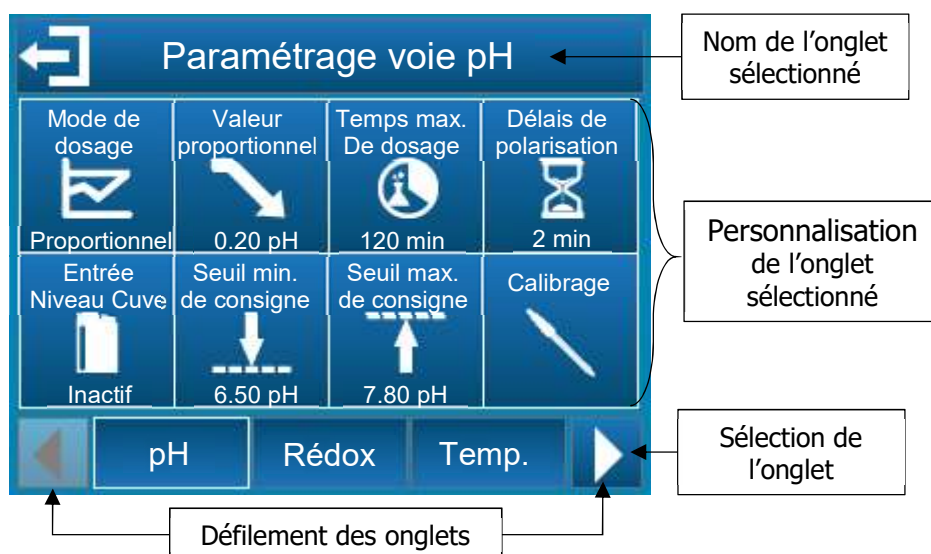 Paramétrage voie pH
Nom de l'onglet
sélectionné
Mode de
dosage
Proportionnel
Valeur
proportionnel
0.20 pH
Temps max.
De dosage
120 min
Délais de
polarisation
2 min
Entrée
Niveau Cuve
Inactif
Seuil min.
de consigne
6.50 pH
Seuil max.
de consigne
7.80 pH
Calibrage
Personnalisation
de l'onglet
sélectionné
pH
Rédox
Temp.
Sélection de
l'onglet
Défilement des onglets